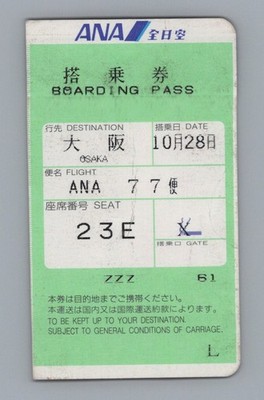 ANA 全日空
搭乗券
BOARDING PASS
行先 DESTINATION 搭乗日 DATE
大阪 10月28日
OSAKA
便名 FLIGHT
ANA 77便
座席番号 SEAT
23E
搭乗口 GATE
ZZZ 61
本券は目的地までご携帯ください。
本運送は国内又は国際運送約款によります。
TO BE KEPT UP TO YOUR DESTINATION.
SUBJECT TO GENERAL CONDITIONS OF CARRIAGE.
L